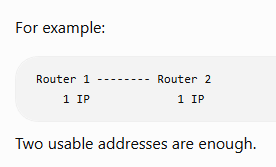 For example:
Router 1 -------- Router 2
1 IP 1 IP
Two usable addresses are enough.